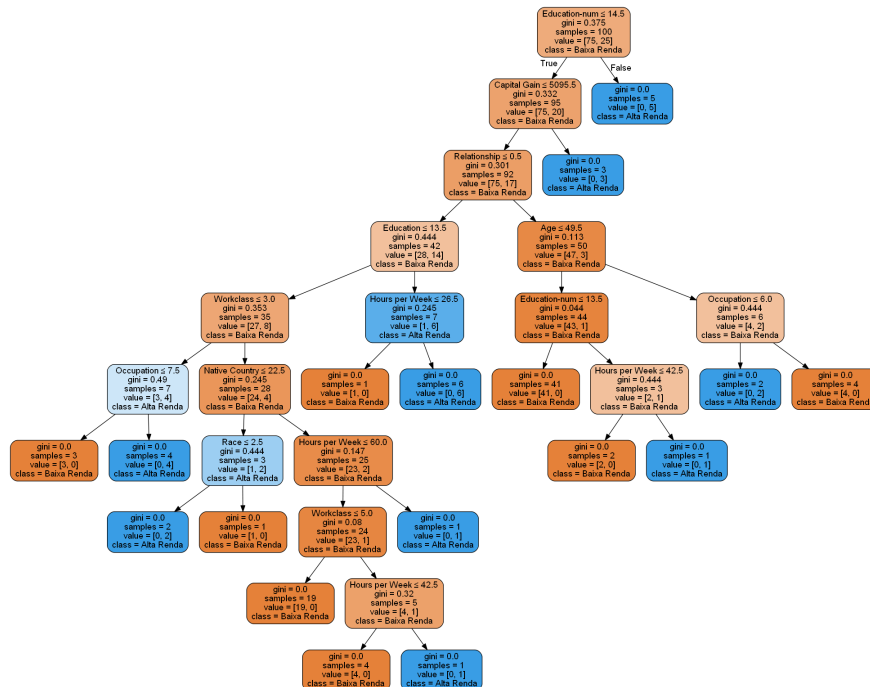 Education-num ≤ 14.5
gini = 0.375
samples = 100
value = [75, 25]
class = Baixa Renda
True
False
Capital Gain ≤ 5095.5
gini = 0.332
samples = 95
value = [75, 20]
class = Baixa Renda
gini = 0.0
samples = 5
value = [0, 5]
class = Alta Renda
Relationship ≤ 0.5
gini = 0.301
samples = 92
value = [75, 17]
class = Baixa Renda
gini = 0.0
samples = 3
value = [0, 3]
class = Alta Renda
Education ≤ 13.5
gini = 0.444
samples = 42
value = [28, 14]
class = Baixa Renda
Age ≤ 49.5
gini = 0.113
samples = 50
value = [47, 3]
class = Baixa Renda
Workclass ≤ 3.0
gini = 0.353
samples = 35
value = [27, 8]
class = Baixa Renda
Hours per Week ≤ 26.5
gini = 0.245
samples = 7
value = [1, 6]
class = Alta Renda
Education-num ≤ 13.5
gini = 0.044
samples = 44
value = [43, 1]
class = Baixa Renda
Occupation ≤ 6.0
gini = 0.444
samples = 6
value = [4, 2]
class = Baixa Renda
Occupation ≤ 7.5
gini = 0.49
samples = 7
value = [3, 4]
class = Alta Renda
Native Country ≤ 22.5
gini = 0.245
samples = 28
value = [24, 4]
class = Baixa Renda
gini = 0.0
samples = 1
value = [1, 0]
class = Baixa Renda
gini = 0.0
samples = 6
value = [0, 6]
class = Alta Renda
gini = 0.0
samples = 41
value = [41, 0]
class = Baixa Renda
Hours per Week ≤ 42.5
gini = 0.444
samples = 3
value = [2, 1]
class = Baixa Renda
gini = 0.0
samples = 2
value = [0, 2]
class = Alta Renda
gini = 0.0
samples = 4
value = [4, 0]
class = Baixa Renda
gini = 0.0
samples = 3
value = [3, 0]
class = Baixa Renda
gini = 0.0
samples = 4
value = [0, 4]
class = Alta Renda
Race ≤ 2.5
gini = 0.444
samples = 3
value = [1, 2]
class = Alta Renda
Hours per Week ≤ 60.0
gini = 0.147
samples = 25
value = [23, 2]
class = Baixa Renda
gini = 0.0
samples = 2
value = [2, 0]
class = Baixa Renda
gini = 0.0
samples = 1
value = [0, 1]
class = Alta Renda
gini = 0.0
samples = 2
value = [0, 2]
class = Alta Renda
gini = 0.0
samples = 1
value = [1, 0]
class = Baixa Renda
Workclass ≤ 5.0
gini = 0.08
samples = 24
value = [23, 1]
class = Baixa Renda
gini = 0.0
samples = 1
value = [0, 1]
class = Alta Renda
gini = 0.0
samples = 19
value = [19, 0]
class = Baixa Renda
Hours per Week ≤ 42.5
gini = 0.32
samples = 5
value = [4, 1]
class = Baixa Renda
gini = 0.0
samples = 4
value = [4, 0]
class = Baixa Renda
gini = 0.0
samples = 1
value = [0, 1]
class = Alta Renda